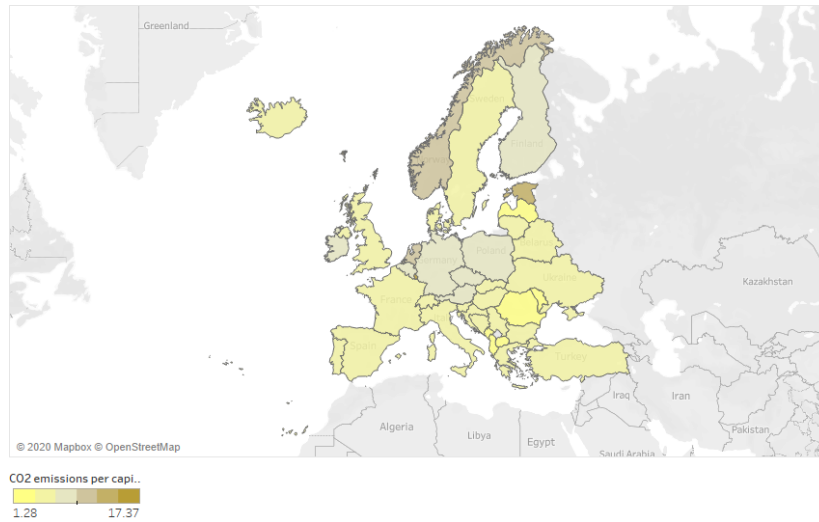 Greenland
Sweden
Finland
Norway
Belarus
Poland
Germany
Ukraine
Kazakhstan
France
Italy
Spain
Turkey
Iraq
Iran
Algeria
Libya
Egypt
Pakistan
Saudi Arabia
© 2020 Mapbox © OpenStreetMap
CO2 emissions per capi..
1.28 17.37